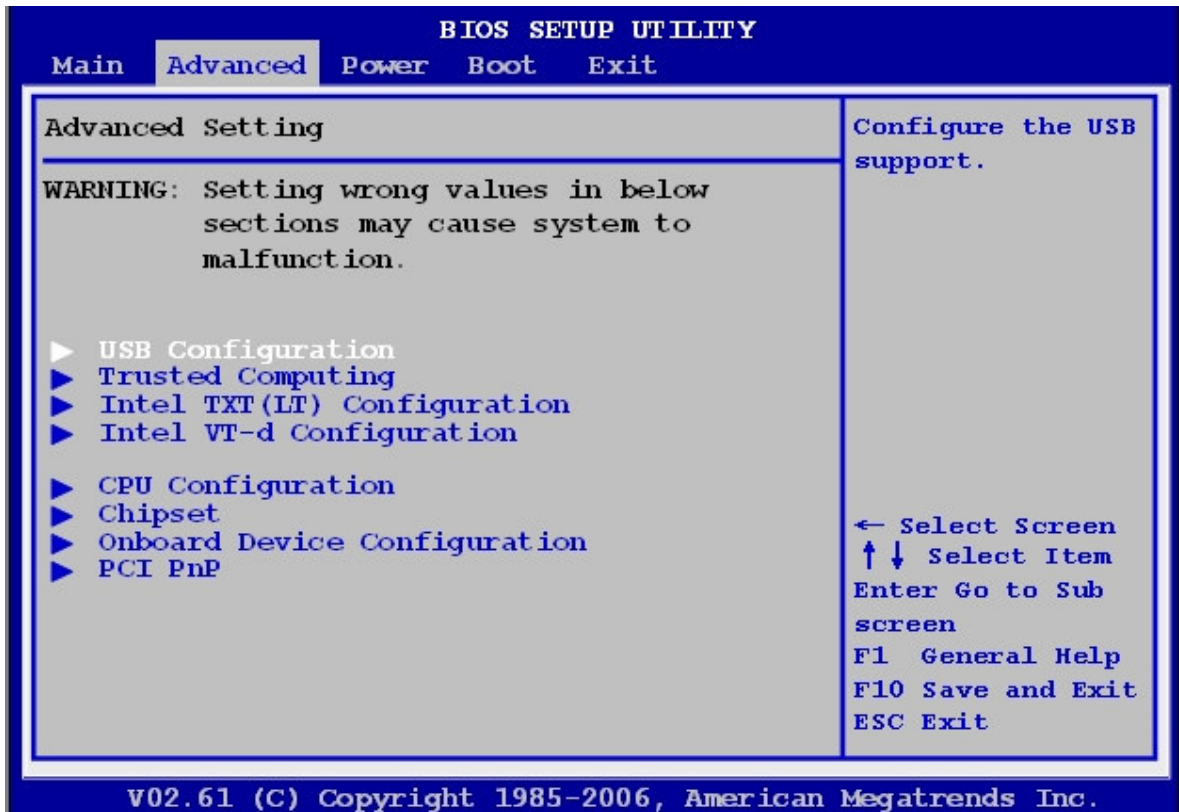 BIOS SETUP UTILITY
Main Advanced Power Boot Exit
Advanced Setting
WARNING: Setting wrong values in below
sections may cause system to
malfunction.
▶ USB Configuration
▶ Trusted Computing
▶ Intel TXT(LT) Configuration
▶ Intel VT-d Configuration
▶ CPU Configuration
▶ Chipset
▶ Onboard Device Configuration
▶ PCI PnP
Configure the USB
support.
← Select Screen
↑↓ Select Item
Enter Go to Sub
screen
F1 General Help
F10 Save and Exit
ESC Exit
V02.61 (C) Copyright 1985-2006, American Megatrends Inc.